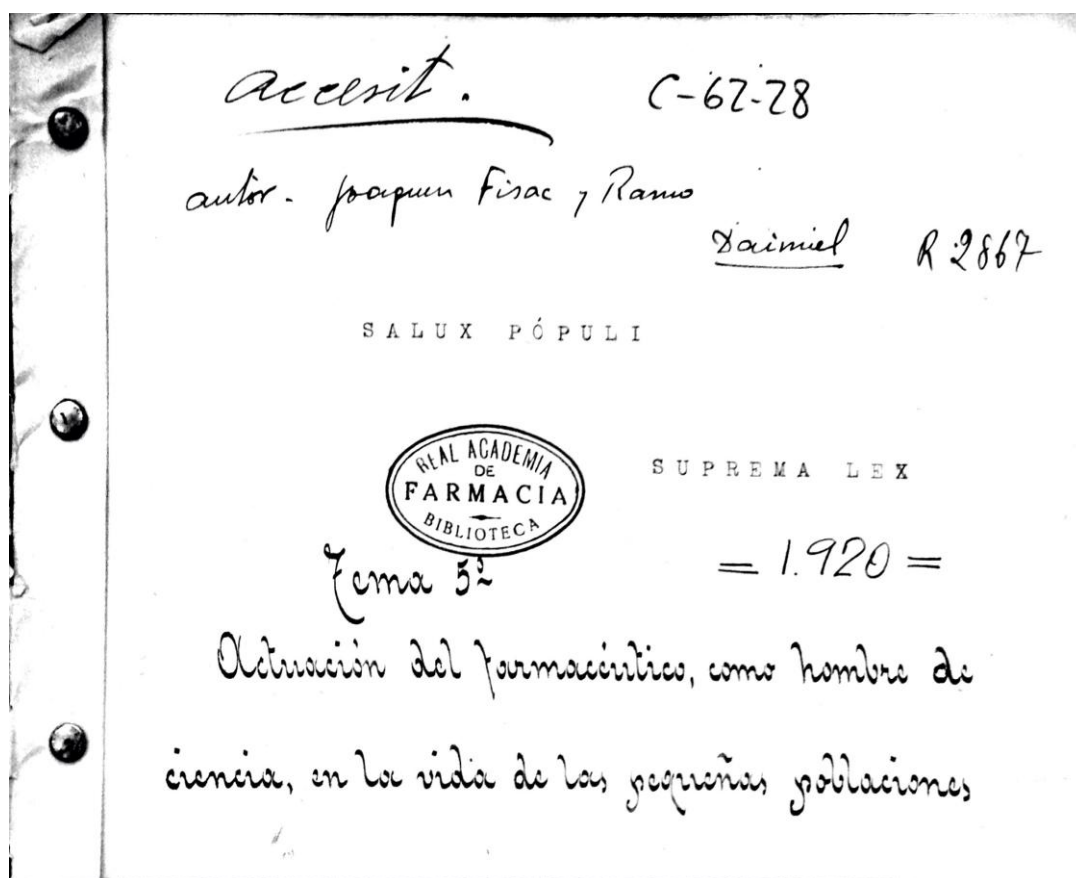 accesit. C-62-28
autor- Joaquin Fisac y Ramo
Daimiel R 2867
SALUX PÓPULI
REAL ACADEMIA
DE
FARMACIA
BIBLIOTECA
SUPREMA LEX
Tema 5º = 1.920 =
Actuación del farmacéutico, como hombre de
ciencia, en la vida de las pequeñas poblaciones